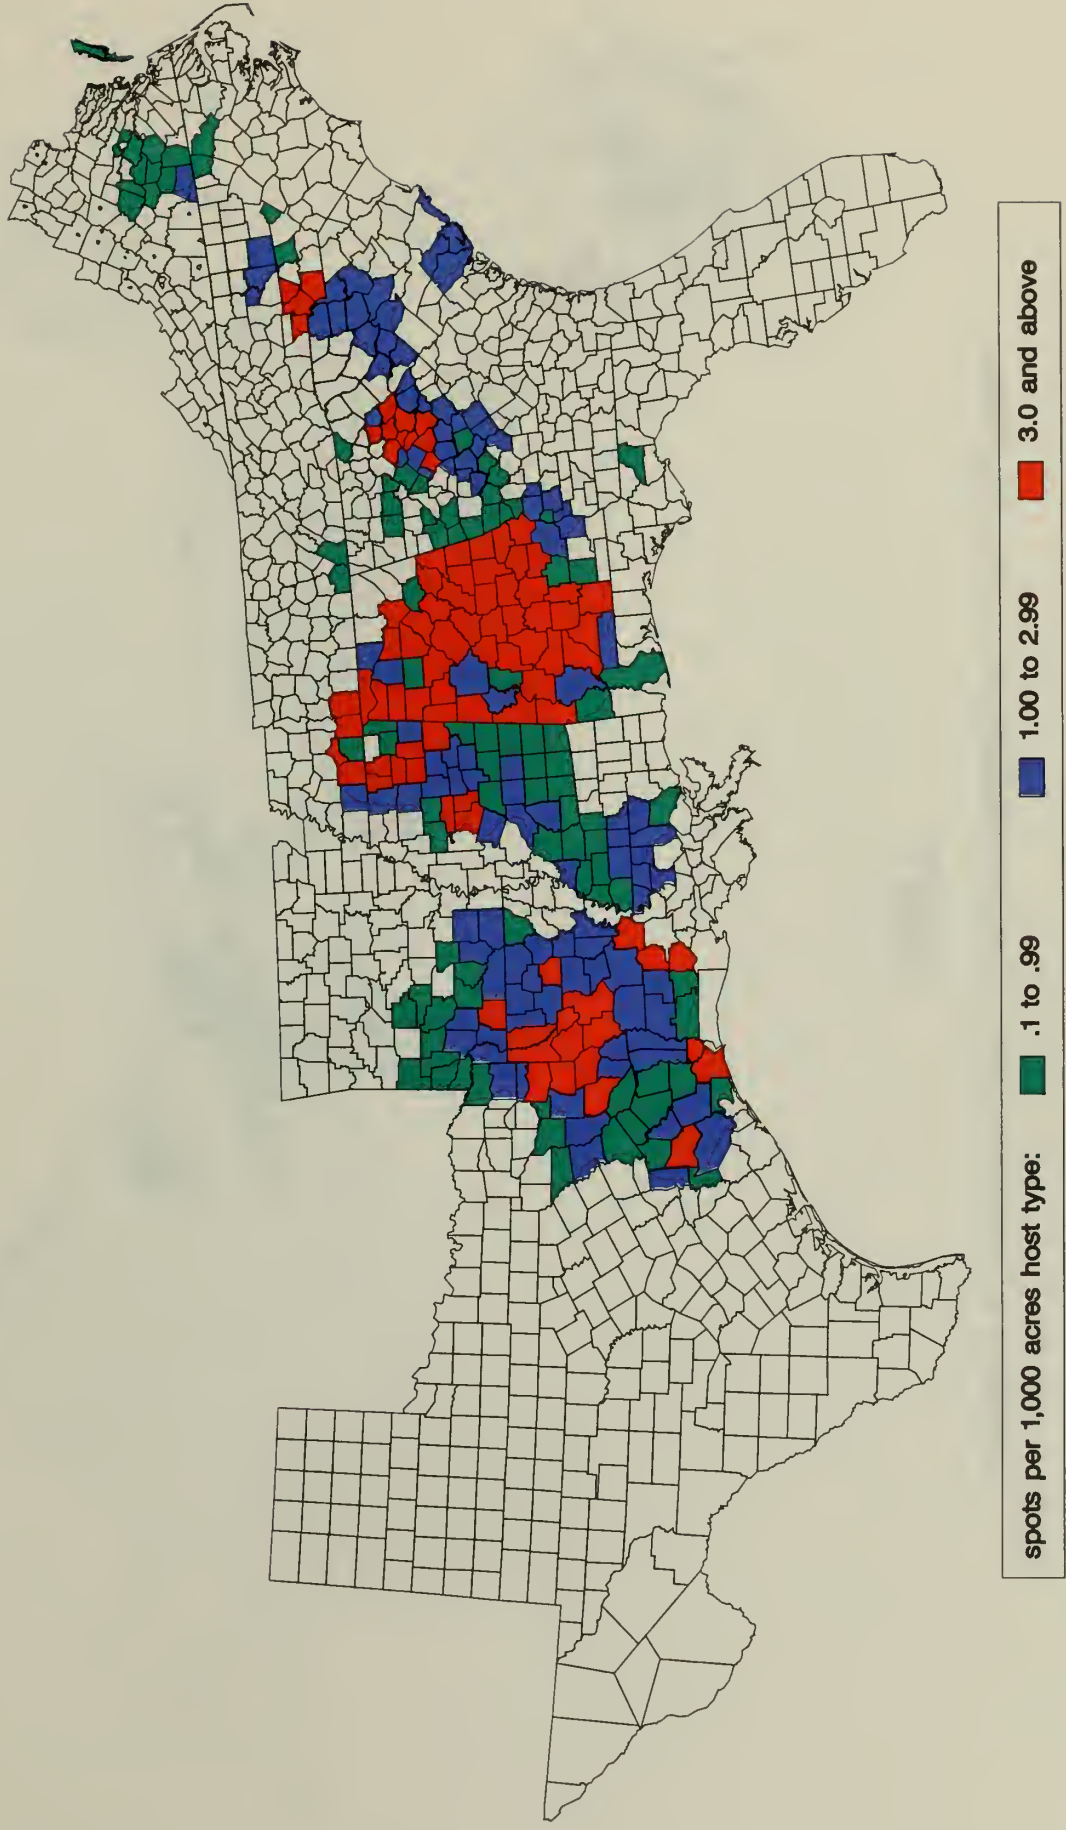 spots per 1,000 acres host type: .1 to .99 1.00 to 2.99 3.0 and above